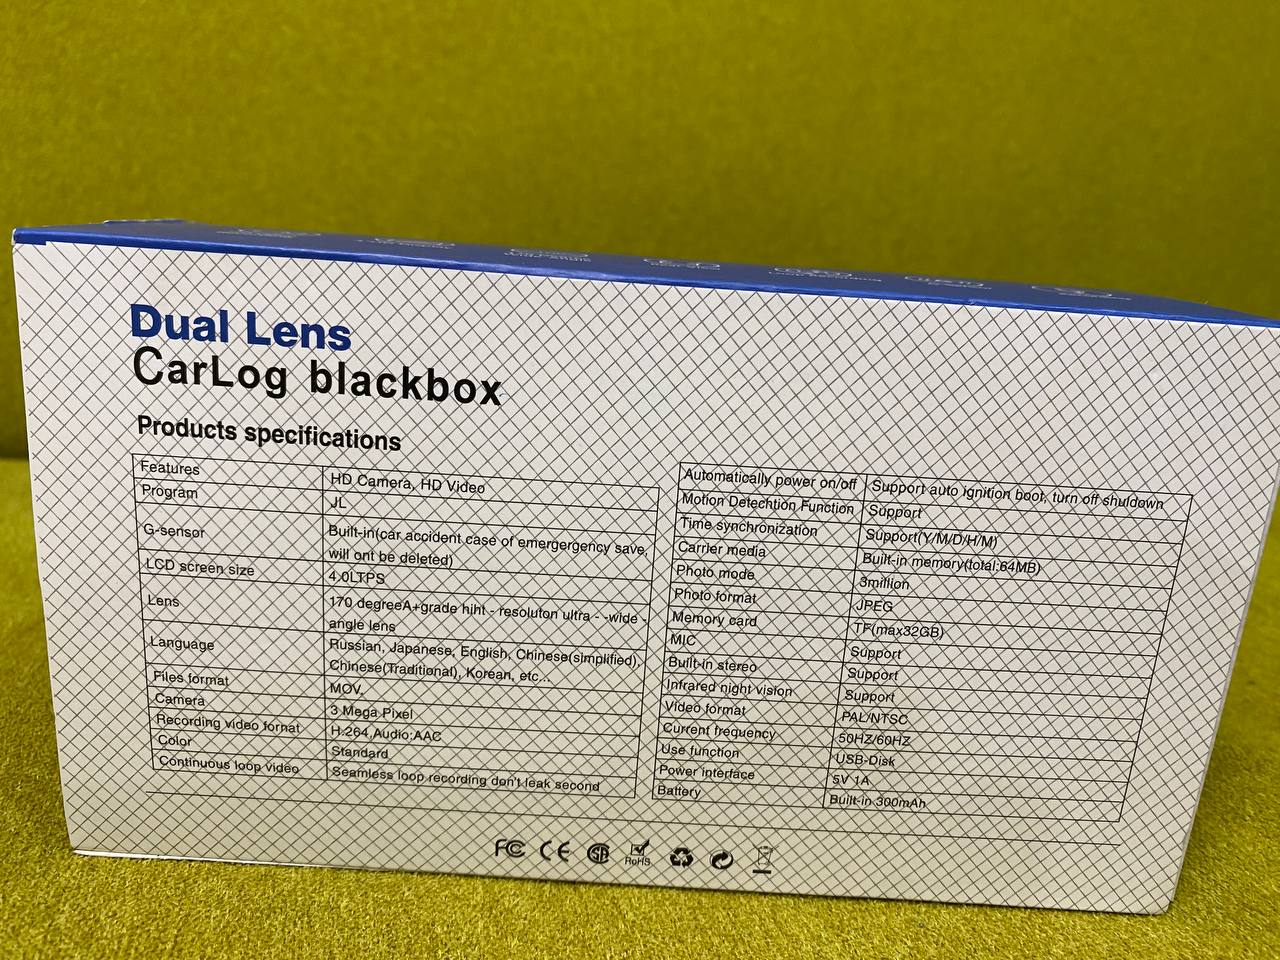 Dual Lens
CarLog blackbox
Products specifications
Features HD Camera, HD Video
Program JL
G-sensor Built-in(car accident case of emergergency save,
will ont be deleted)
LCD screen size 4.0LTPS
Lens 170 degreeA+grade hiht - resoluton ultra - -wide -
angle lens
Language Russian, Japanese, English, Chinese(simplified),
Chinese(Traditional), Korean, etc...
Files format MOV,
Camera 3 Mega Pixel
Recording video fornat H.264,Audio:AAC
Color Standard
Continuous loop video Seamless loop recording don't leak second
Automatically power on/off Support auto ignition boot, turn off shuldown
Motion Detechtion Function Support
Time synchronization Support(Y/M/D/H/M)
Carrier media Built-in memory(total:64MB)
Photo mode 3million
Photo format JPEG
Memory card TF(max32GB)
MIC Support
Built-in stereo Support
Infrared night vision Support
Video format PAL/NTSC
Current frequency 50HZ/60HZ
Use function USB-Disk
Power interface 5V 1A
Battery Built-in 300mAh
FC CE SR RoHS